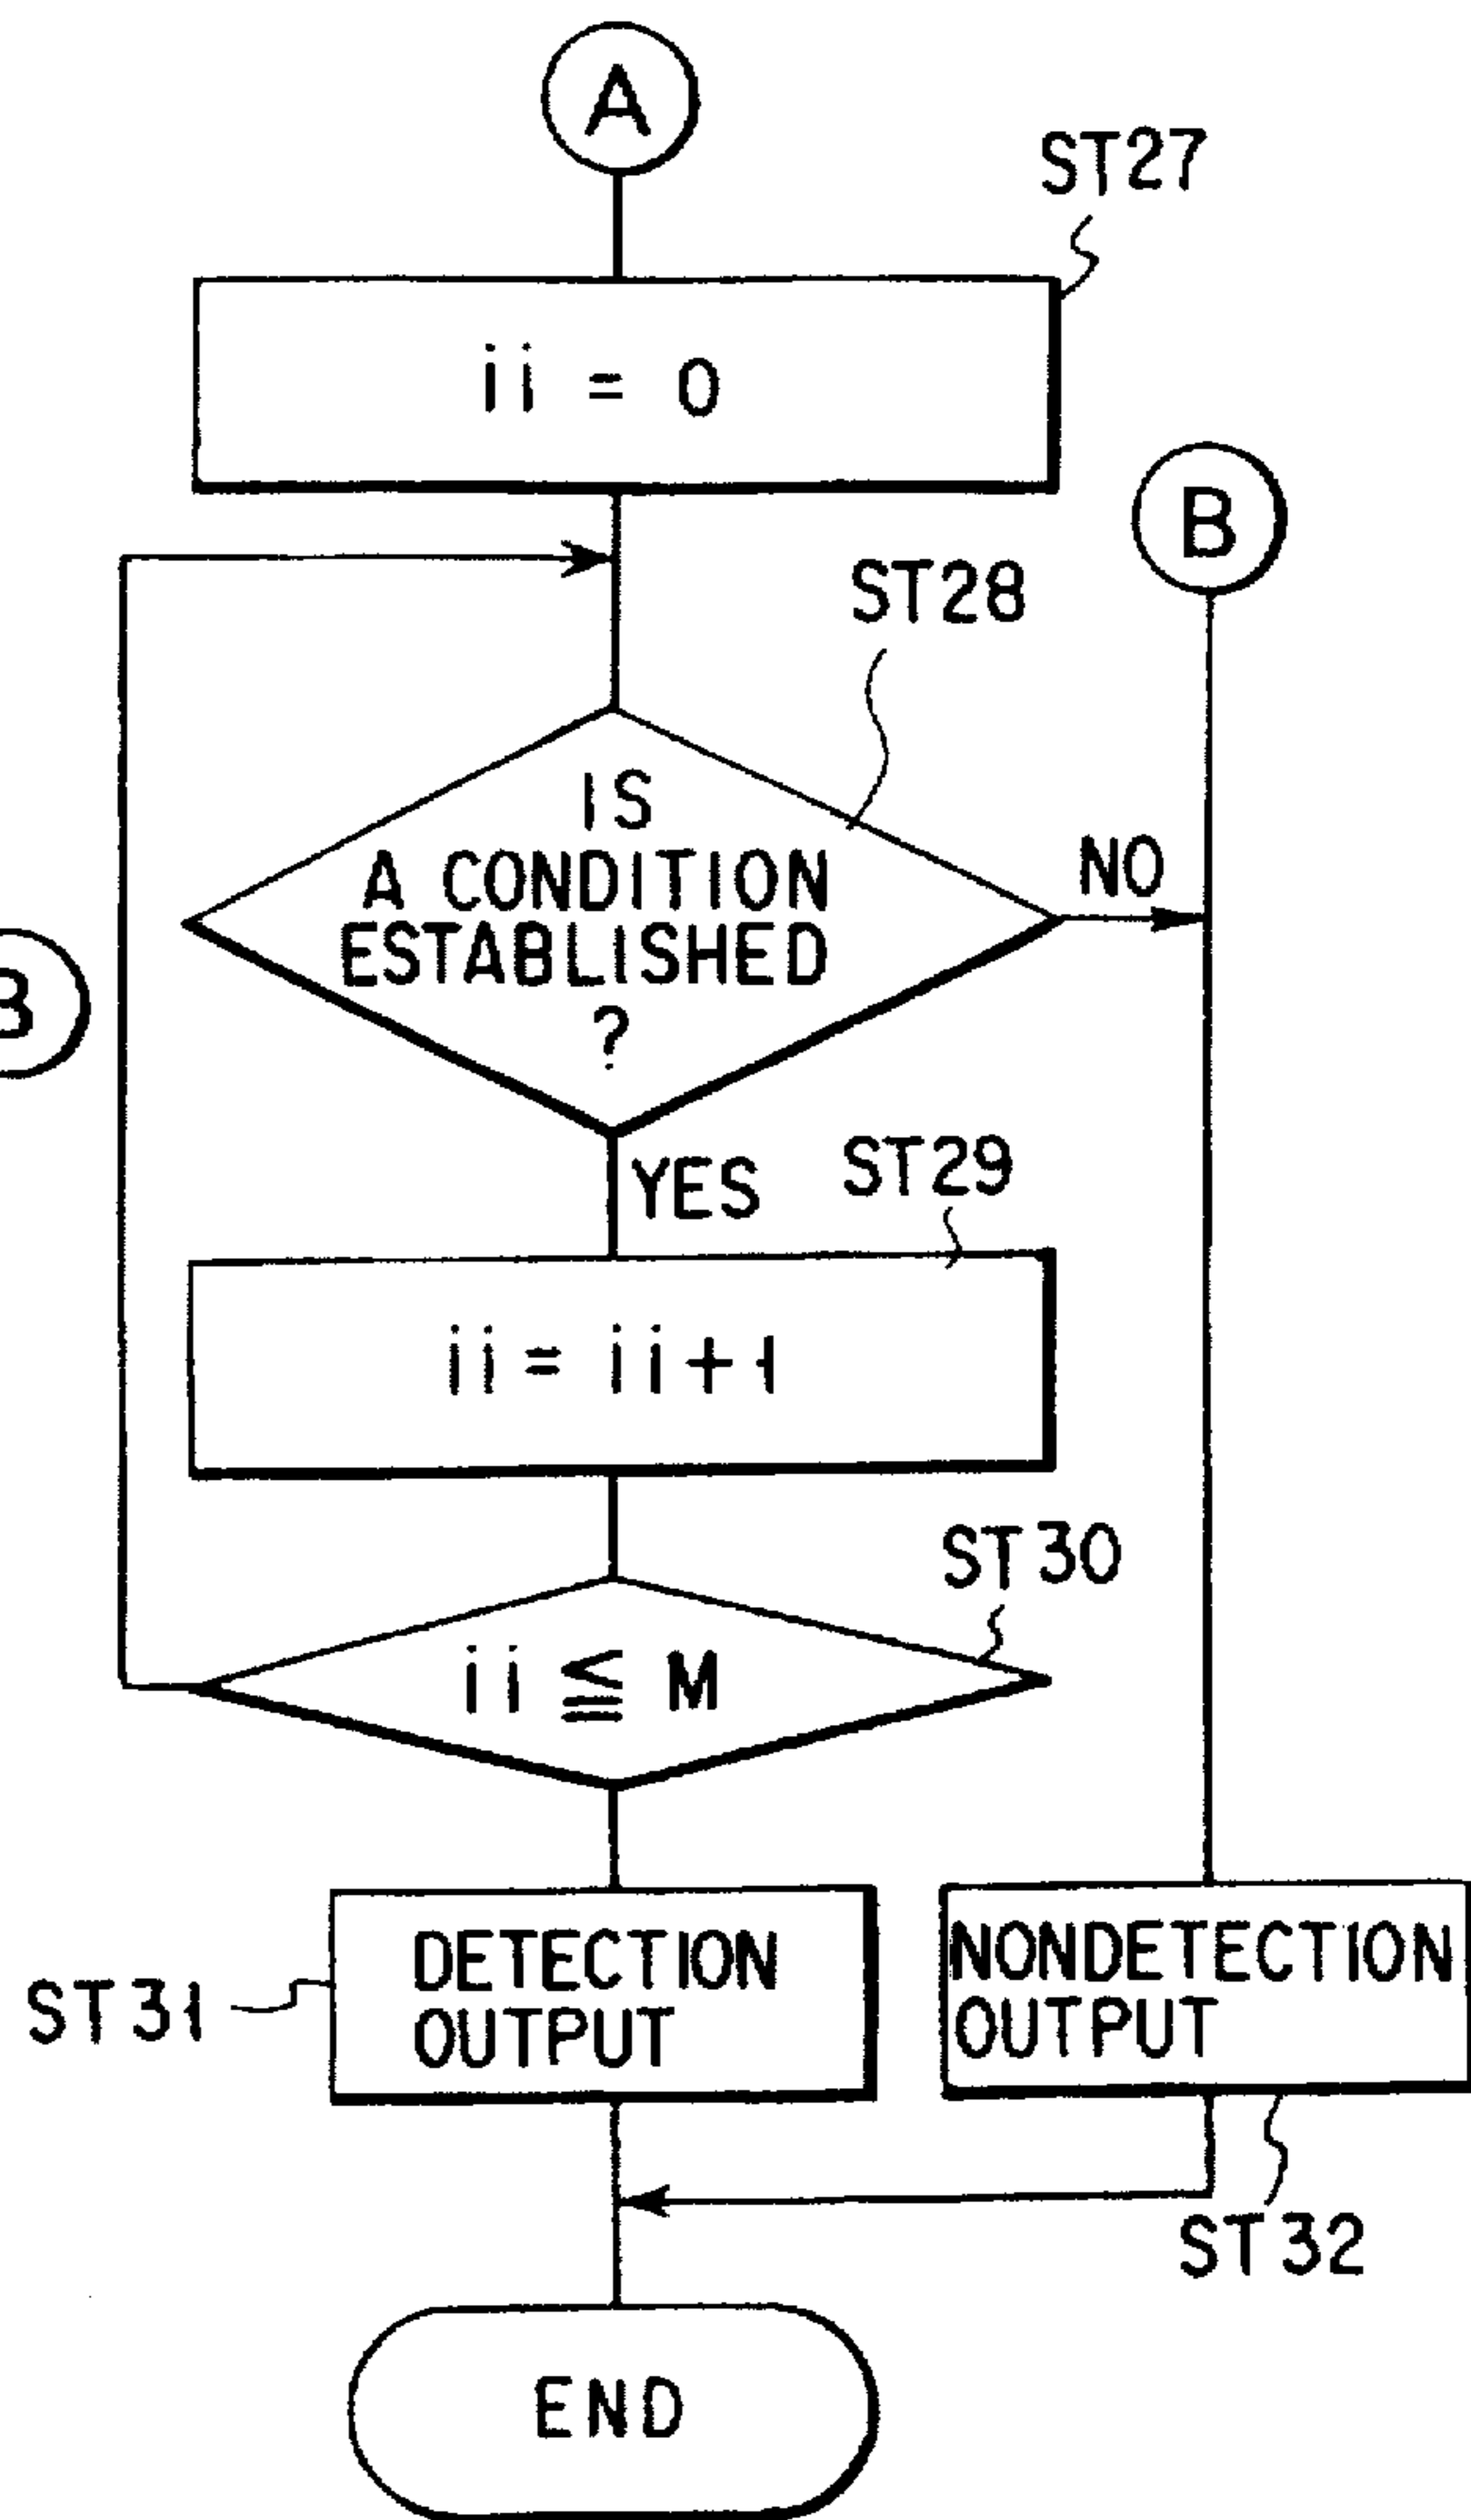 A
ST27
ii = 0
B
ST28
IS
A CONDITION
ESTABLISHED
?
NO
YES
ST29
ii = ii+1
ST30
ii ≦ M
DETECTION
OUTPUT
NONDETECTION
OUTPUT
ST31
ST32
END